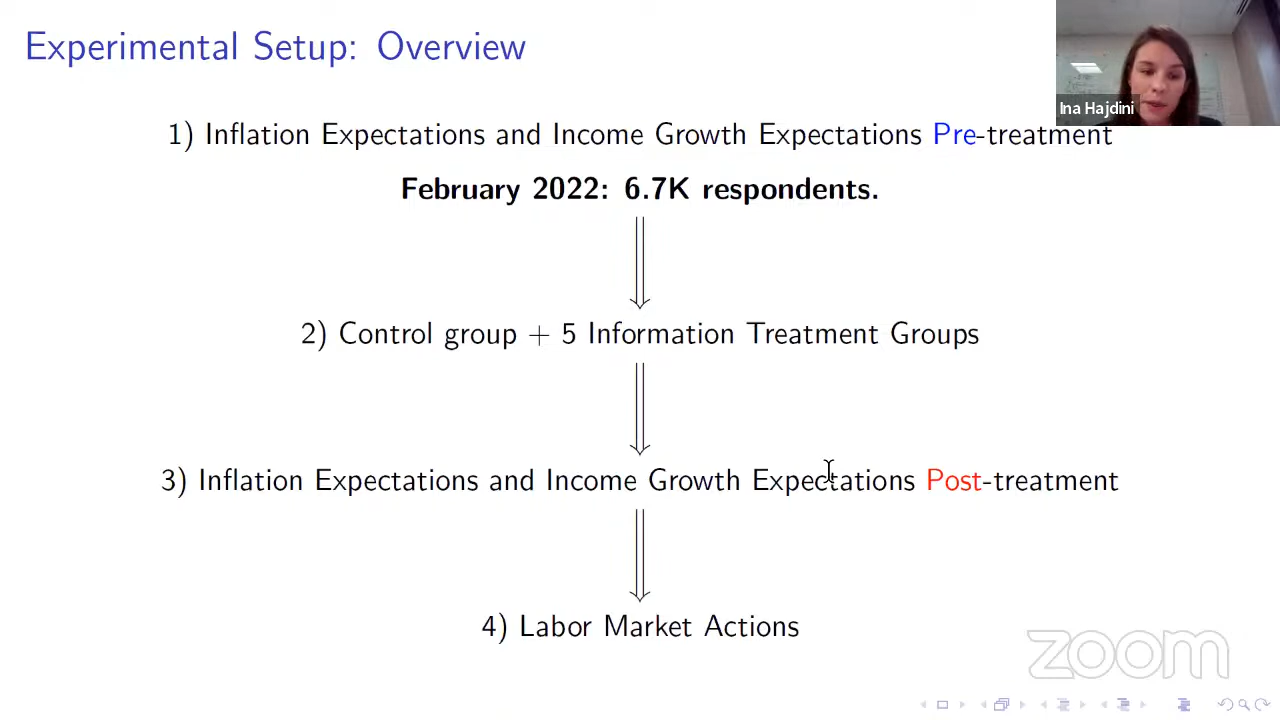 Experimental Setup: Overview
Ina Hajdini
1) Inflation Expectations and Income Growth Expectations Pre-treatment
February 2022: 6.7K respondents.
2) Control group + 5 Information Treatment Groups
3) Inflation Expectations and Income Growth Expectations Post-treatment
4) Labor Market Actions
zoom